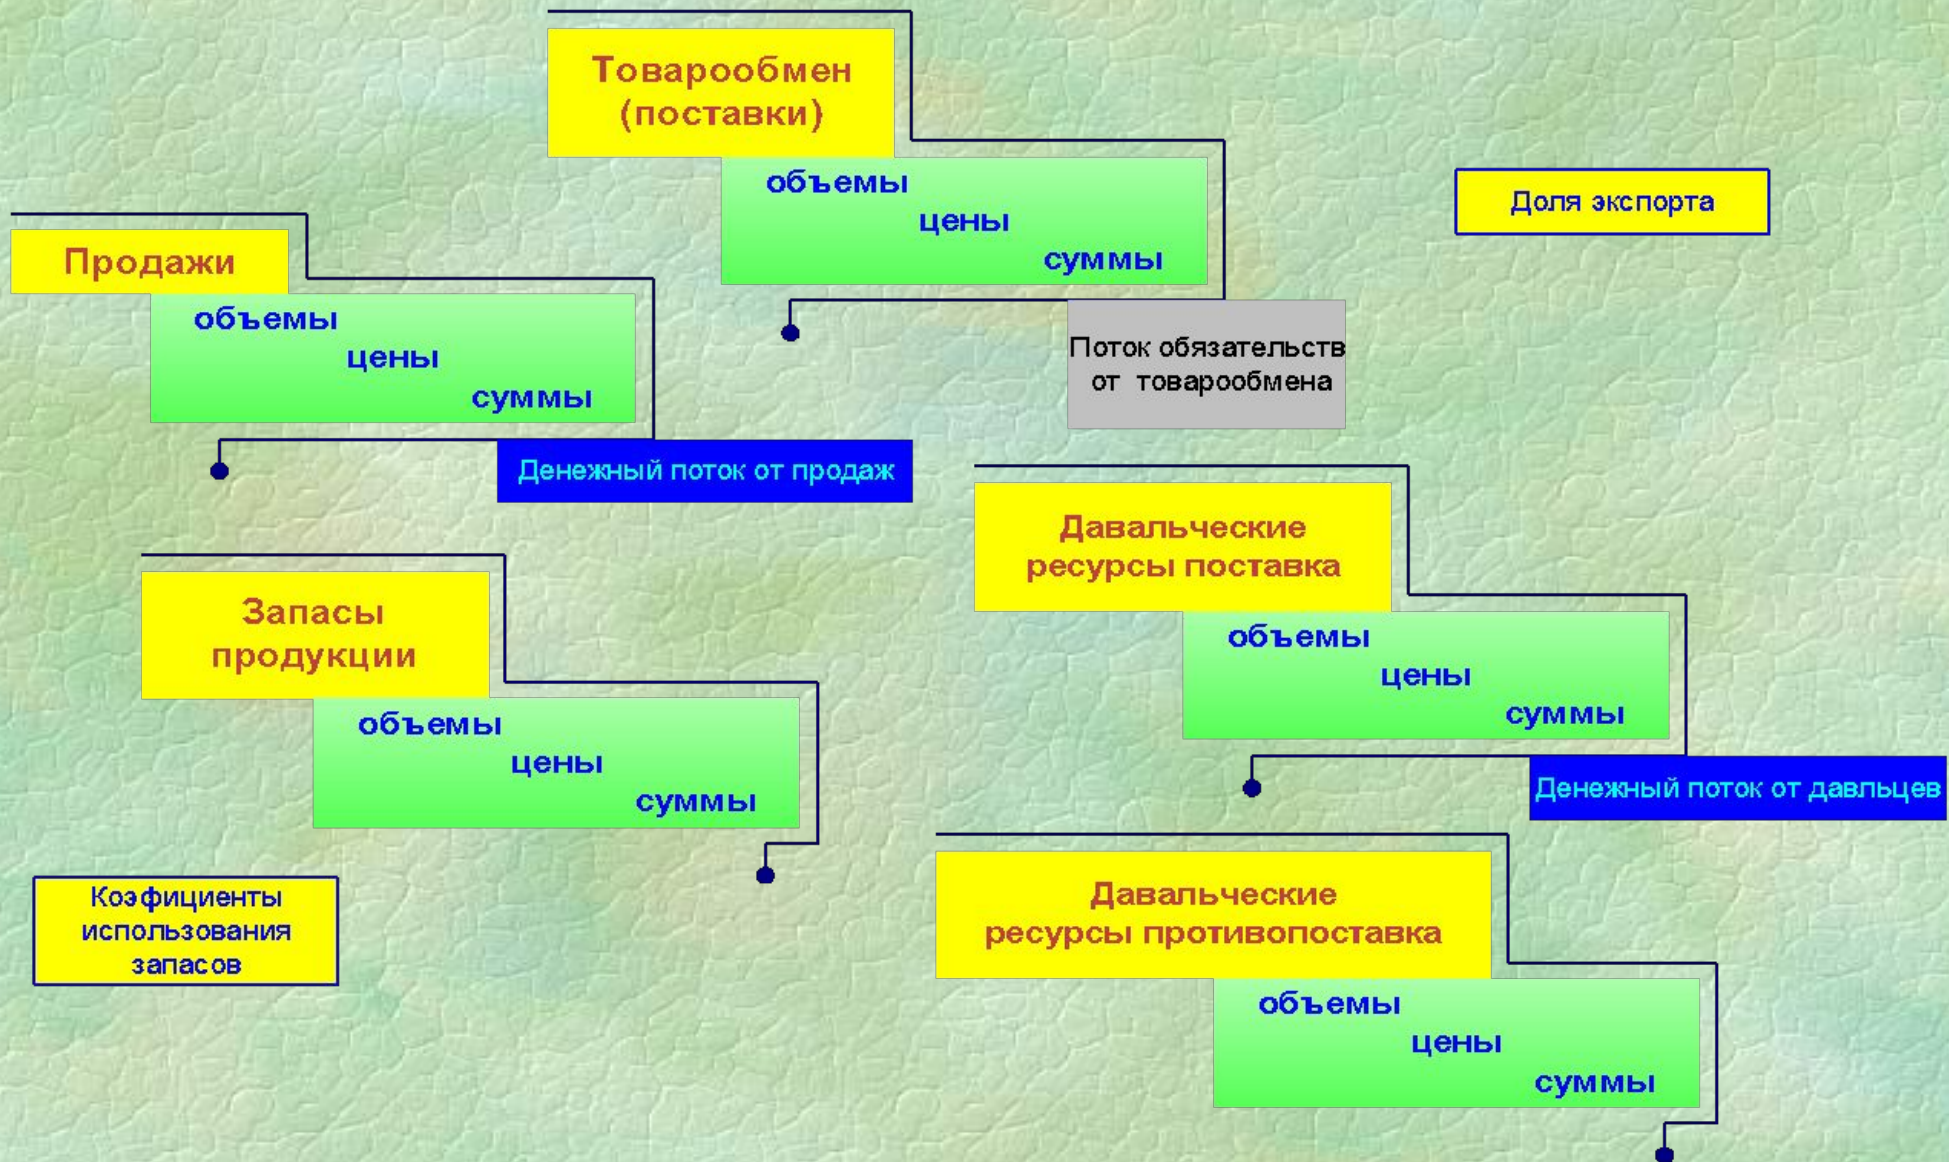 Товарообмен
(поставки)
объемы
цены
суммы
Доля экспорта
Продажи
объемы
цены
суммы
Поток обязательств
от товарообмена
Денежный поток от продаж
Давальческие
ресурсы поставка
объемы
цены
суммы
Запасы
продукции
объемы
цены
суммы
Денежный поток от давльцев
Коэфициенты
использования
запасов
Давальческие
ресурсы противопоставка
объемы
цены
суммы